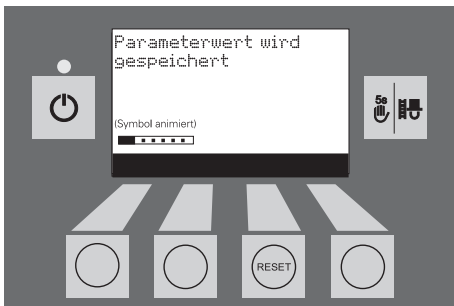 Parameterwert wird
gespeichert
(Symbol animiert)
5s
RESET